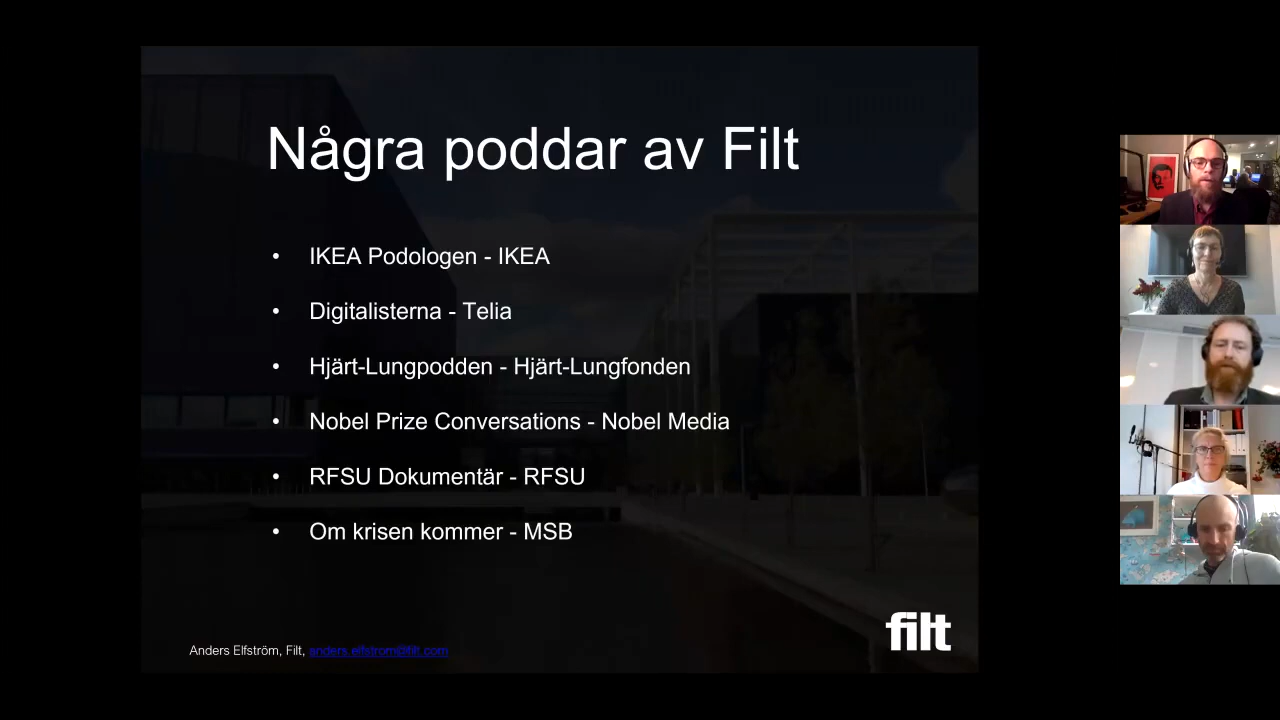 Några poddar av Filt
• IKEA Podologen - IKEA
• Digitalisterna - Telia
• Hjärt-Lungpodden - Hjärt-Lungfonden
• Nobel Prize Conversations - Nobel Media
• RFSU Dokumentär - RFSU
• Om krisen kommer - MSB
Anders Elfström, Filt, anders.elfstrom@filt.com
filt